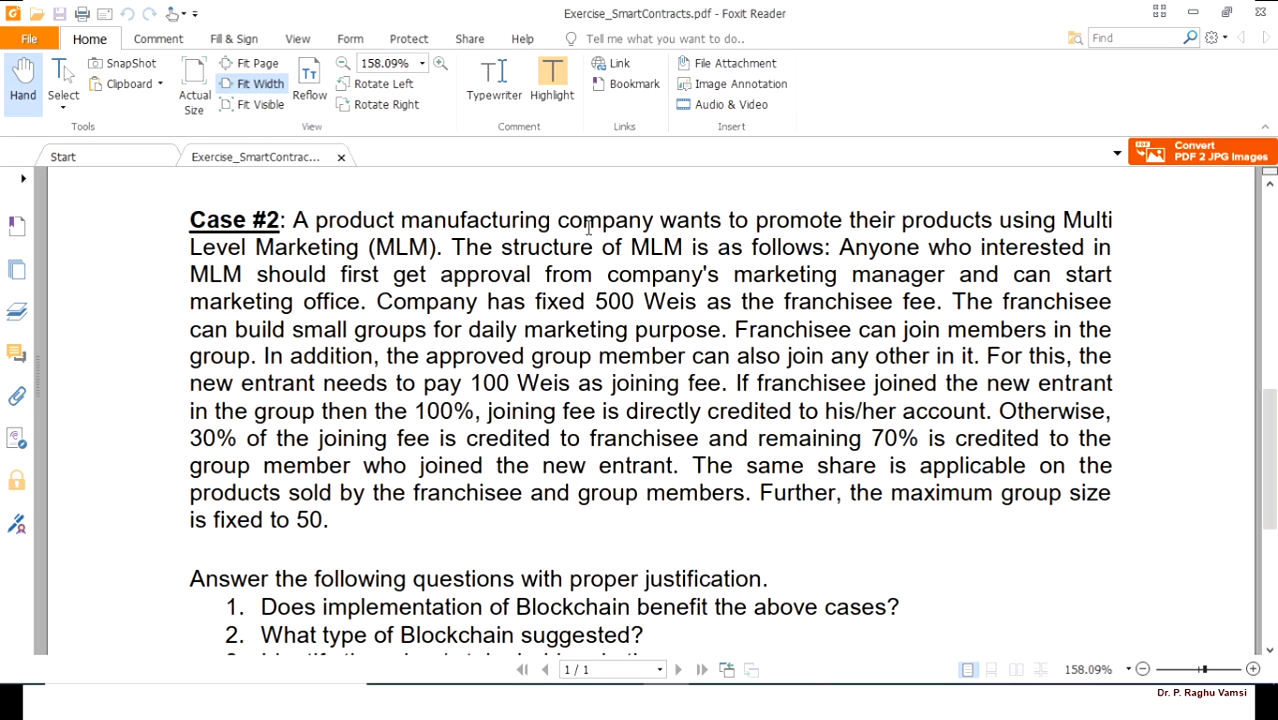 Exercise_SmartContracts.pdf - Foxit Reader
File Home Comment Fill & Sign View Form Protect Share Help Tell me what you want to do.. Find
Hand
Select
SnapShot
Clipboard
Tools
Actual Size
Fit Page
Fit Width
Fit Visible
Reflow
158.09%
Rotate Left
Rotate Right
View
Typewriter
Highlight
Comment
Link
Bookmark
Links
File Attachment
Image Annotation
Audio & Video
Insert
Start Exercise_SmartContrac...
Convert
PDF 2 JPG Images
Case #2: A product manufacturing company wants to promote their products using Multi
Level Marketing (MLM). The structure of MLM is as follows: Anyone who interested in
MLM should first get approval from company's marketing manager and can start
marketing office. Company has fixed 500 Weis as the franchisee fee. The franchisee
can build small groups for daily marketing purpose. Franchisee can join members in the
group. In addition, the approved group member can also join any other in it. For this, the
new entrant needs to pay 100 Weis as joining fee. If franchisee joined the new entrant
in the group then the 100%, joining fee is directly credited to his/her account. Otherwise,
30% of the joining fee is credited to franchisee and remaining 70% is credited to the
group member who joined the new entrant. The same share is applicable on the
products sold by the franchisee and group members. Further, the maximum group size
is fixed to 50.
Answer the following questions with proper justification.
1. Does implementation of Blockchain benefit the above cases?
2. What type of Blockchain suggested?
1 / 1
158.09%
Dr. P. Raghu Vamsi